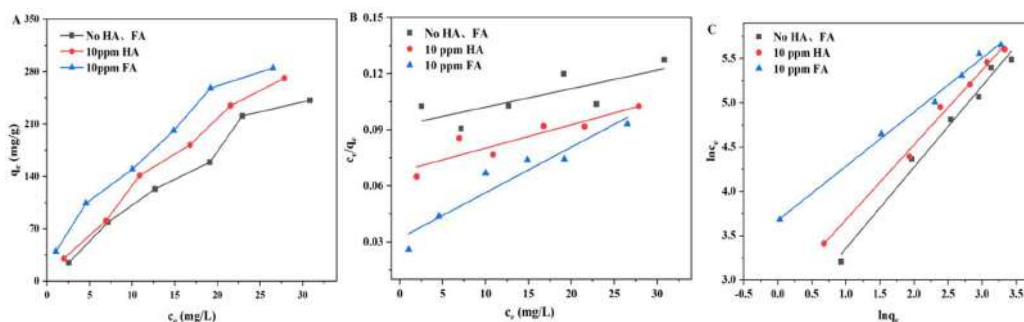 A
350
280
210
140
70
0
qₑ (mg/g)
No HA、FA
10ppm HA
10ppm FA
0 5 10 15 20 25 30 35
cₑ (mg/L)
B
0.15
0.12
0.09
0.06
0.03
cₑ/qₑ
No HA、FA
10 ppm HA
10 ppm FA
0 5 10 15 20 25 30
cₑ (mg/L)
C
5.5
5.0
4.5
4.0
3.5
3.0
lncₑ
No HA、FA
10 ppm HA
10 ppm FA
-0.5 0.0 0.5 1.0 1.5 2.0 2.5 3.0 3.5
lnqₑ